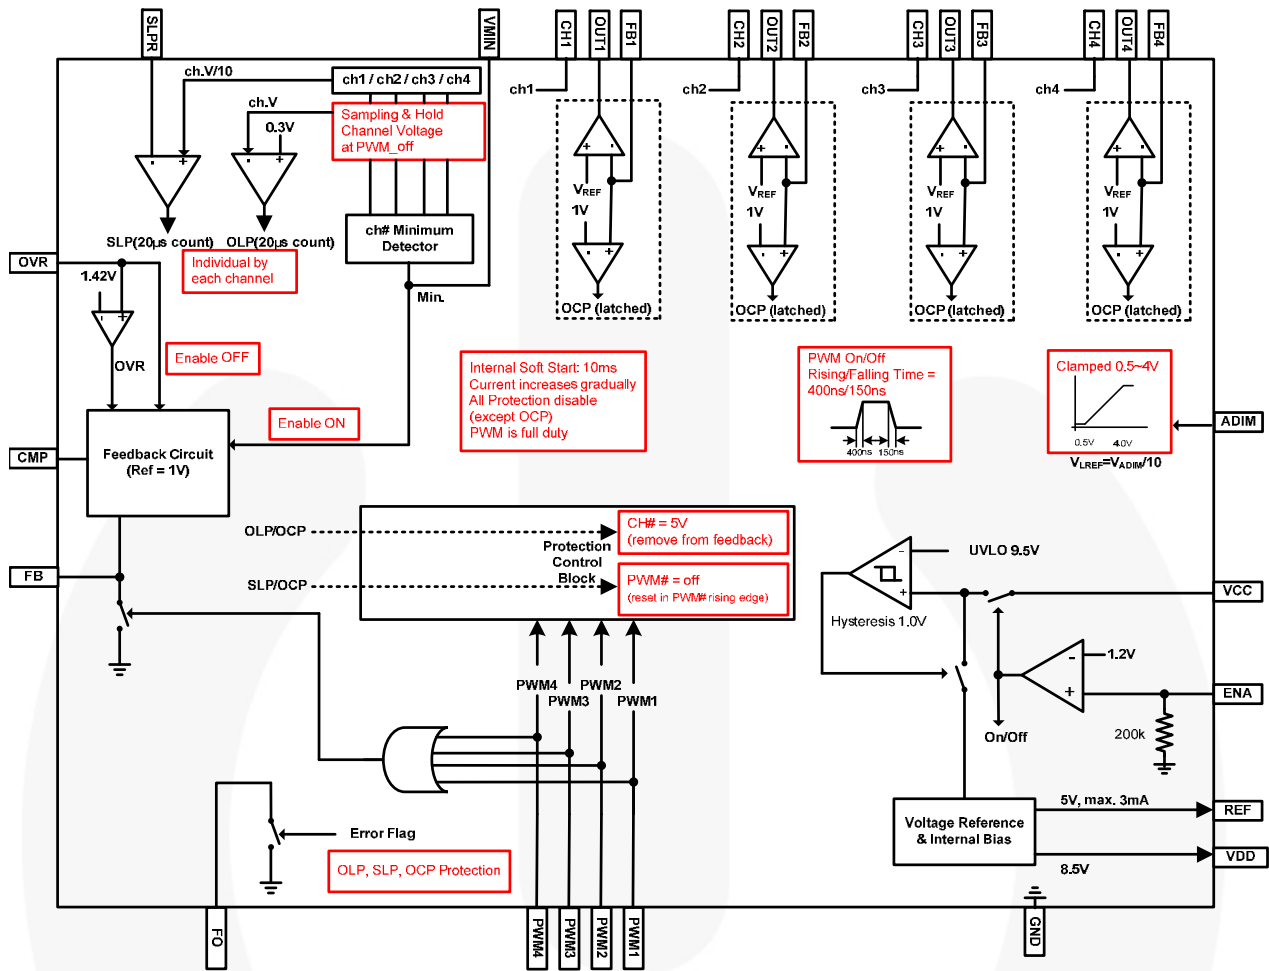 SLPR
VMIN
CH1
OUT1
FB1
CH2
OUT2
FB2
CH3
OUT3
FB3
CH4
OUT4
FB4
ch.V/10
ch1 / ch2 / ch3 / ch4
ch1
ch2
ch3
ch4
ch.V
0.3V
Sampling & Hold
Channel Voltage
at PWM_off
- +
- +
+ -
+ -
+ -
+ -
VREF
VREF
VREF
VREF
1V
1V
1V
1V
- +
- +
- +
- +
SLP(20µs count)
OLP(20µs count)
ch# Minimum
Detector
OVR
Individual by
each channel
1.42V
Min.
OCP (latched)
OCP (latched)
OCP (latched)
OCP (latched)
- +
OVR
Enable OFF
Internal Soft Start: 10ms
Current increases gradually
All Protection disable
(except OCP)
PWM is full duty
PWM On/Off
Rising/Falling Time =
400ns/150ns
400ns
150ns
Clamped 0.5~4V
0.5V
4.0V
VLREF=VADIM/10
ADIM
Enable ON
CMP
Feedback Circuit
(Ref = 1V)
OLP/OCP
CH# = 5V
(remove from feedback)
Protection
Control
Block
SLP/OCP
PWM# = off
(reset in PWM# rising edge)
FB
-
UVLO 9.5V
+
Hysteresis 1.0V
VCC
-
1.2V
+
ENA
200k
On/Off
PWM4
PWM2
PWM3
PWM1
Voltage Reference
& Internal Bias
5V, max. 3mA
REF
8.5V
VDD
Error Flag
OLP, SLP, OCP Protection
FO
PWM4
PWM3
PWM2
PWM1
GND